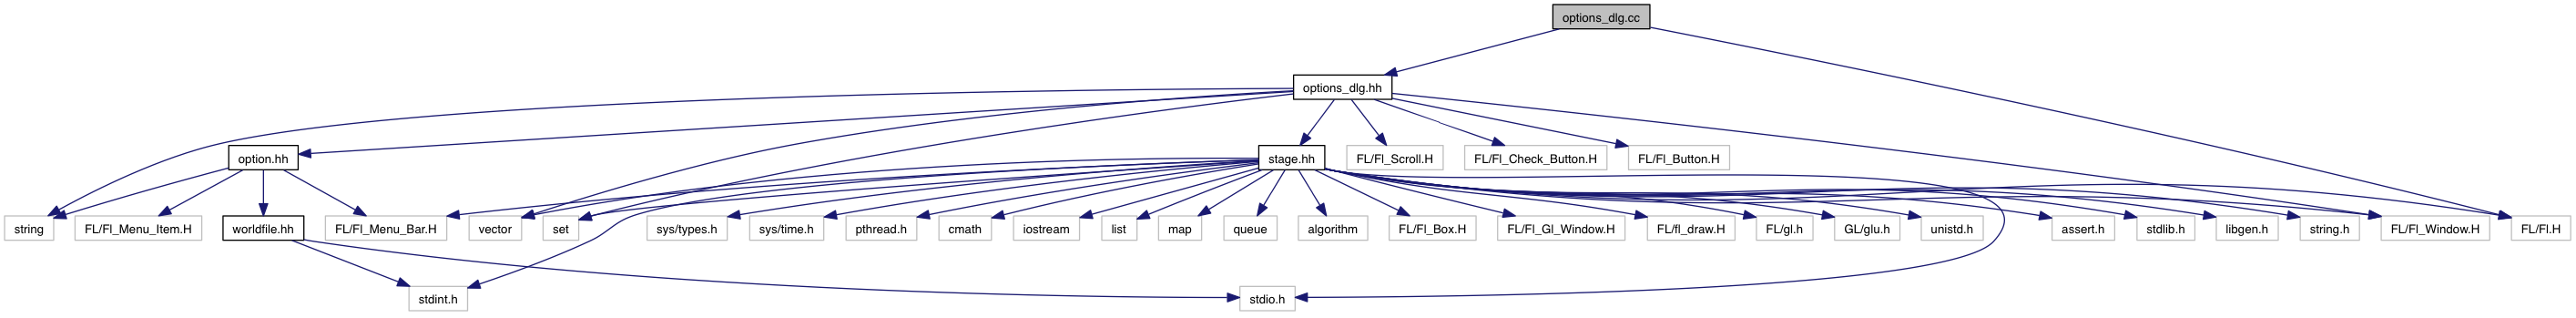 options_dlg.cc
options_dlg.hh
option.hh
stage.hh
FL/Fl_Scroll.H
FL/Fl_Check_Button.H
FL/Fl_Button.H
string
FL/Fl_Menu_Item.H
worldfile.hh
FL/Fl_Menu_Bar.H
vector
set
sys/types.h
sys/time.h
pthread.h
cmath
iostream
list
map
queue
algorithm
FL/Fl_Box.H
FL/Fl_Gl_Window.H
FL/fl_draw.H
FL/gl.h
GL/glu.h
unistd.h
assert.h
stdlib.h
libgen.h
string.h
FL/Fl_Window.H
FL/Fl.H
stdint.h
stdio.h